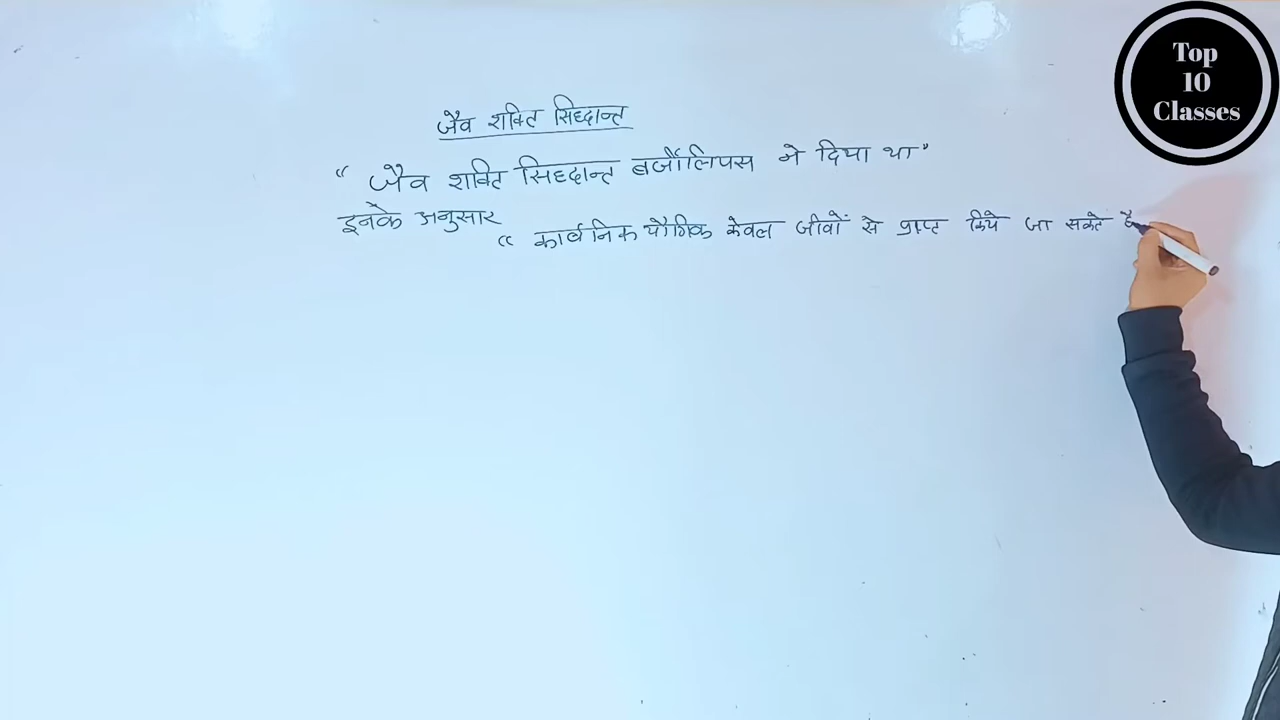 जैव शक्ति सिद्धान्त
“ जैव शक्ति सिद्धान्त बर्जीलियस ने दिया था”
इनके अनुसार
“ कार्बनिक यौगिक केवल जीवों से प्राप्त किये जा सकते है
Top
10
Classes